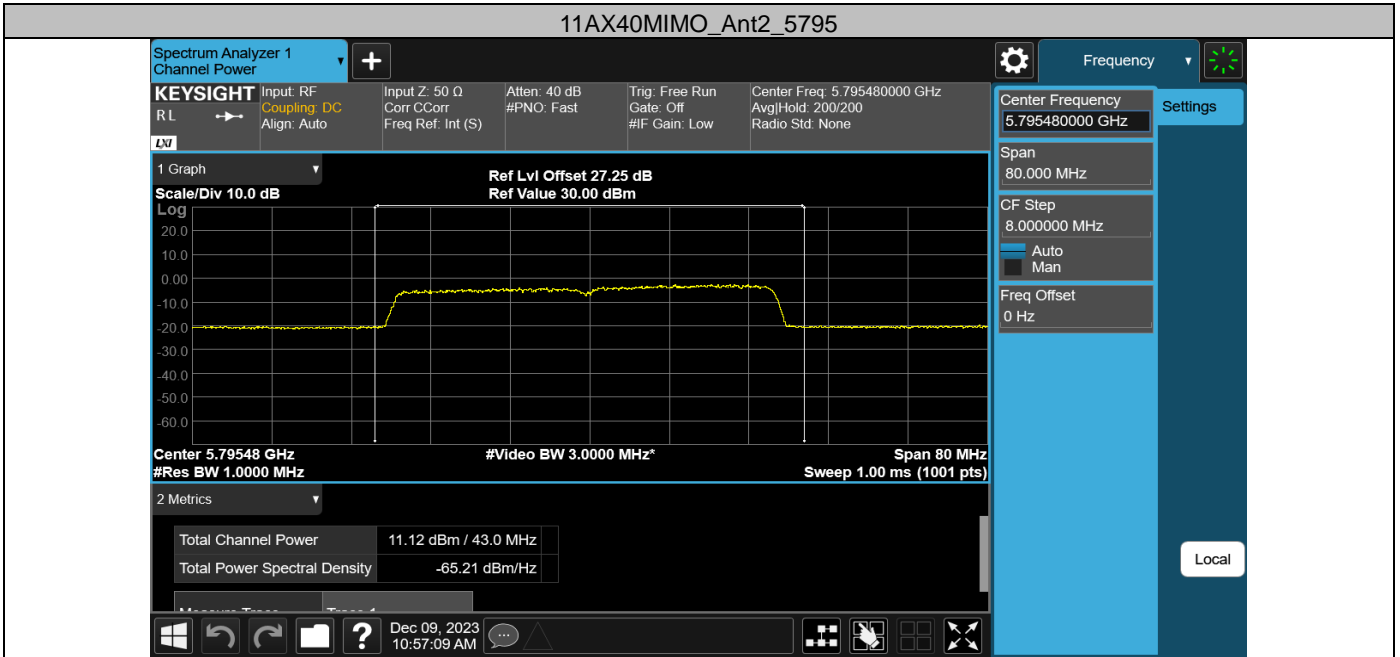 11AX40MIMO_Ant2_5795
Spectrum Analyzer 1
Channel Power
Frequency
KEYSIGHT
R L
LXI
Input: RF
Coupling: DC
Align: Auto
Input Z: 50 Ω
Corr CCorr
Freq Ref: Int (S)
Atten: 40 dB
#PNO: Fast
Trig: Free Run
Gate: Off
#IF Gain: Low
Center Freq: 5.795480000 GHz
Avg|Hold: 200/200
Radio Std: None
1 Graph
Scale/Div 10.0 dB
Ref Lvl Offset 27.25 dB
Ref Value 30.00 dBm
Log
20.0
10.0
0.00
-10.0
-20.0
-30.0
-40.0
-50.0
-60.0
Center 5.79548 GHz
#Res BW 1.0000 MHz
#Video BW 3.0000 MHz*
Span 80 MHz
Sweep 1.00 ms (1001 pts)
2 Metrics
Total Channel Power 11.12 dBm / 43.0 MHz
Total Power Spectral Density -65.21 dBm/Hz
Measure Trace Trace 1
Dec 09, 2023
10:57:09 AM
Center Frequency
5.795480000 GHz
Span
80.000 MHz
CF Step
8.000000 MHz
Auto
Man
Freq Offset
0 Hz
Settings
Local